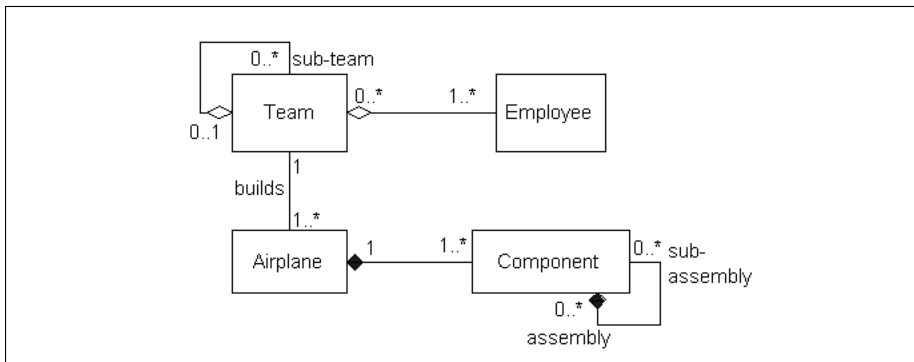 0..* sub-team
Team
0..*
1..*
Employee
0..1
1
builds
1..*
Airplane
1
1..*
Component
0..* sub-
assembly
0..*
assembly